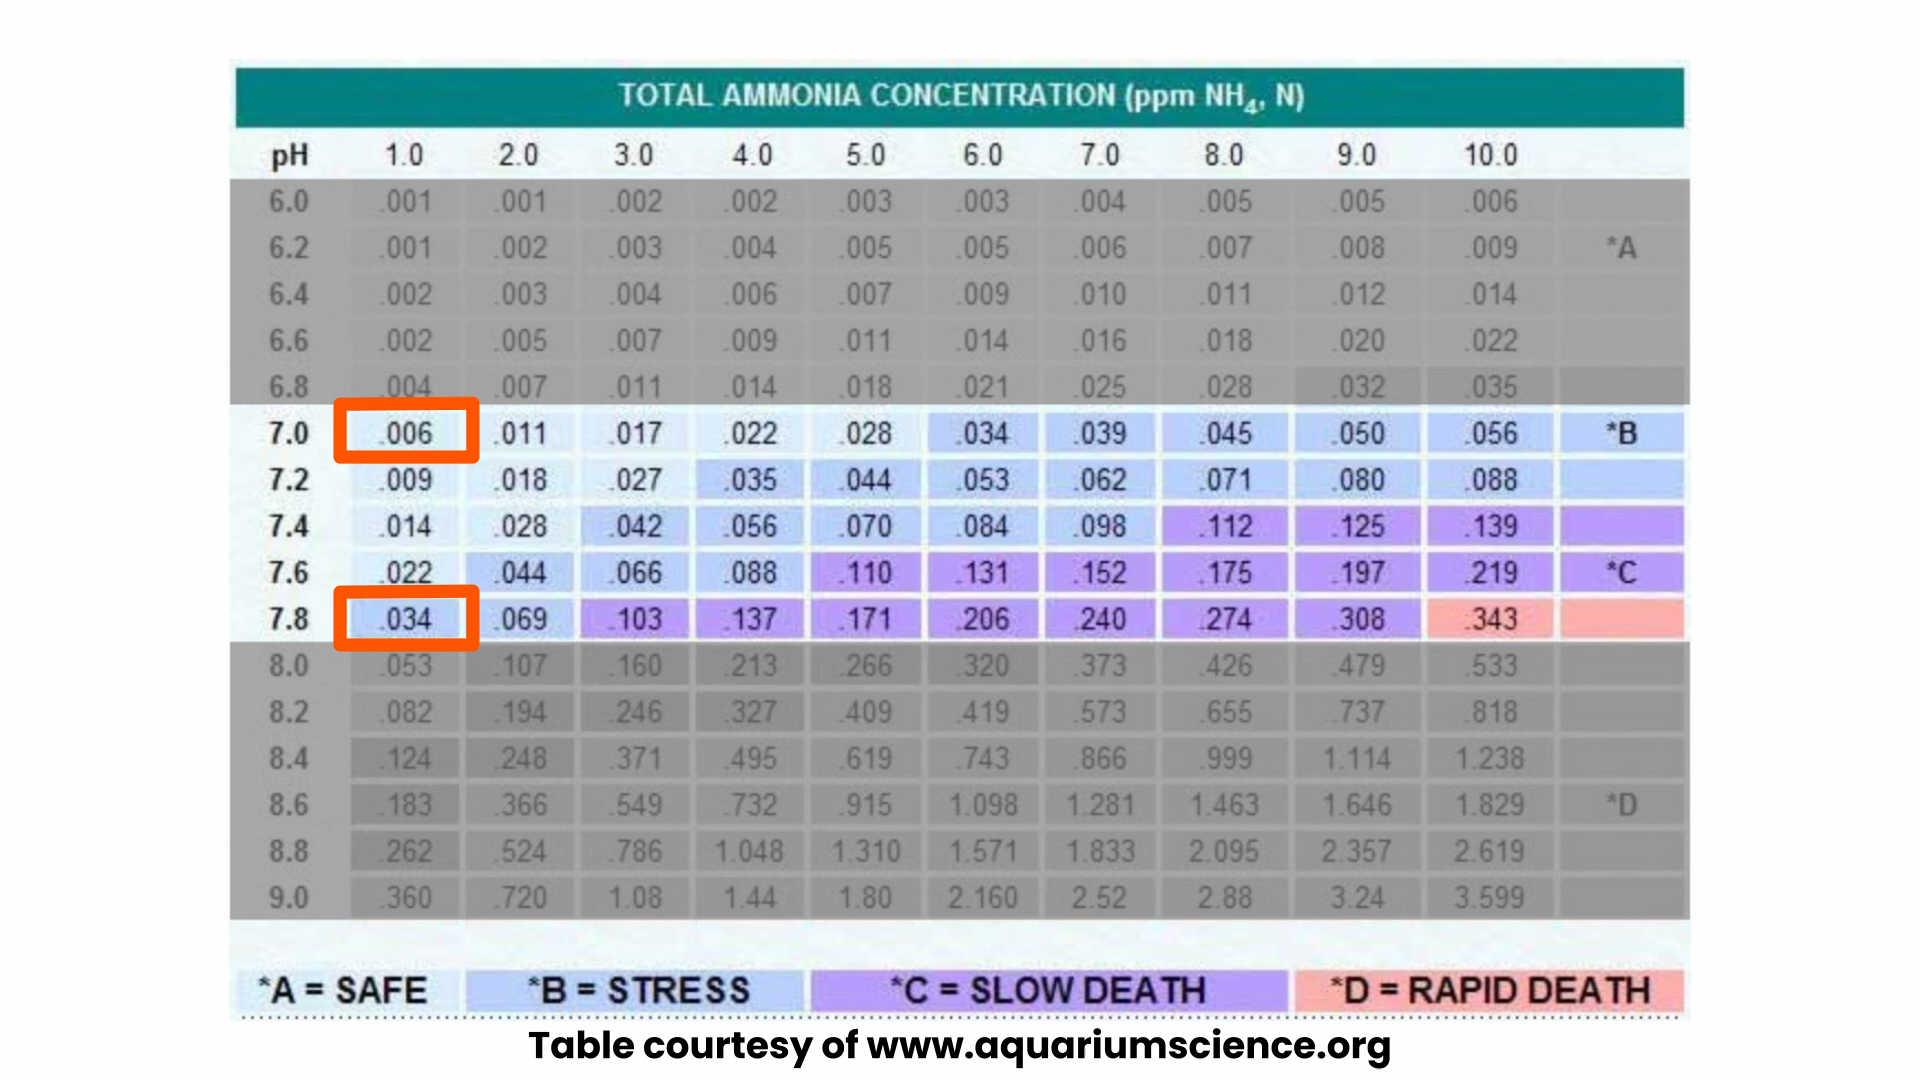 TOTAL AMMONIA CONCENTRATION (ppm NH4, N)
pH 1.0 2.0 3.0 4.0 5.0 6.0 7.0 8.0 9.0 10.0
6.0 .001 .001 .002 .002 .003 .003 .004 .005 .005 .006
6.2 .001 .002 .003 .004 .005 .005 .006 .007 .008 .009 *A
6.4 .002 .003 .004 .006 .007 .009 .010 .011 .012 .014
6.6 .002 .005 .007 .009 .011 .014 .016 .018 .020 .022
6.8 .004 .007 .011 .014 .018 .021 .025 .028 .032 .035
7.0 .006 .011 .017 .022 .028 .034 .039 .045 .050 .056 *B
7.2 .009 .018 .027 .035 .044 .053 .062 .071 .080 .088
7.4 .014 .028 .042 .056 .070 .084 .098 .112 .125 .139
7.6 .022 .044 .066 .088 .110 .131 .152 .175 .197 .219 *C
7.8 .034 .069 .103 .137 .171 .206 .240 .274 .308 .343
8.0 .053 .107 .160 .213 .266 .320 .373 .426 .479 .533
8.2 .082 .194 .246 .327 .409 .419 .573 .655 .737 .818
8.4 .124 .248 .371 .495 .619 .743 .866 .999 1.114 1.238
8.6 .183 .366 .549 .732 .915 1.098 1.281 1.463 1.646 1.829 *D
8.8 .262 .524 .786 1.048 1.310 1.571 1.833 2.095 2.357 2.619
9.0 .360 .720 1.08 1.44 1.80 2.160 2.52 2.88 3.24 3.599
*A = SAFE *B = STRESS *C = SLOW DEATH *D = RAPID DEATH
Table courtesy of www.aquariumscience.org